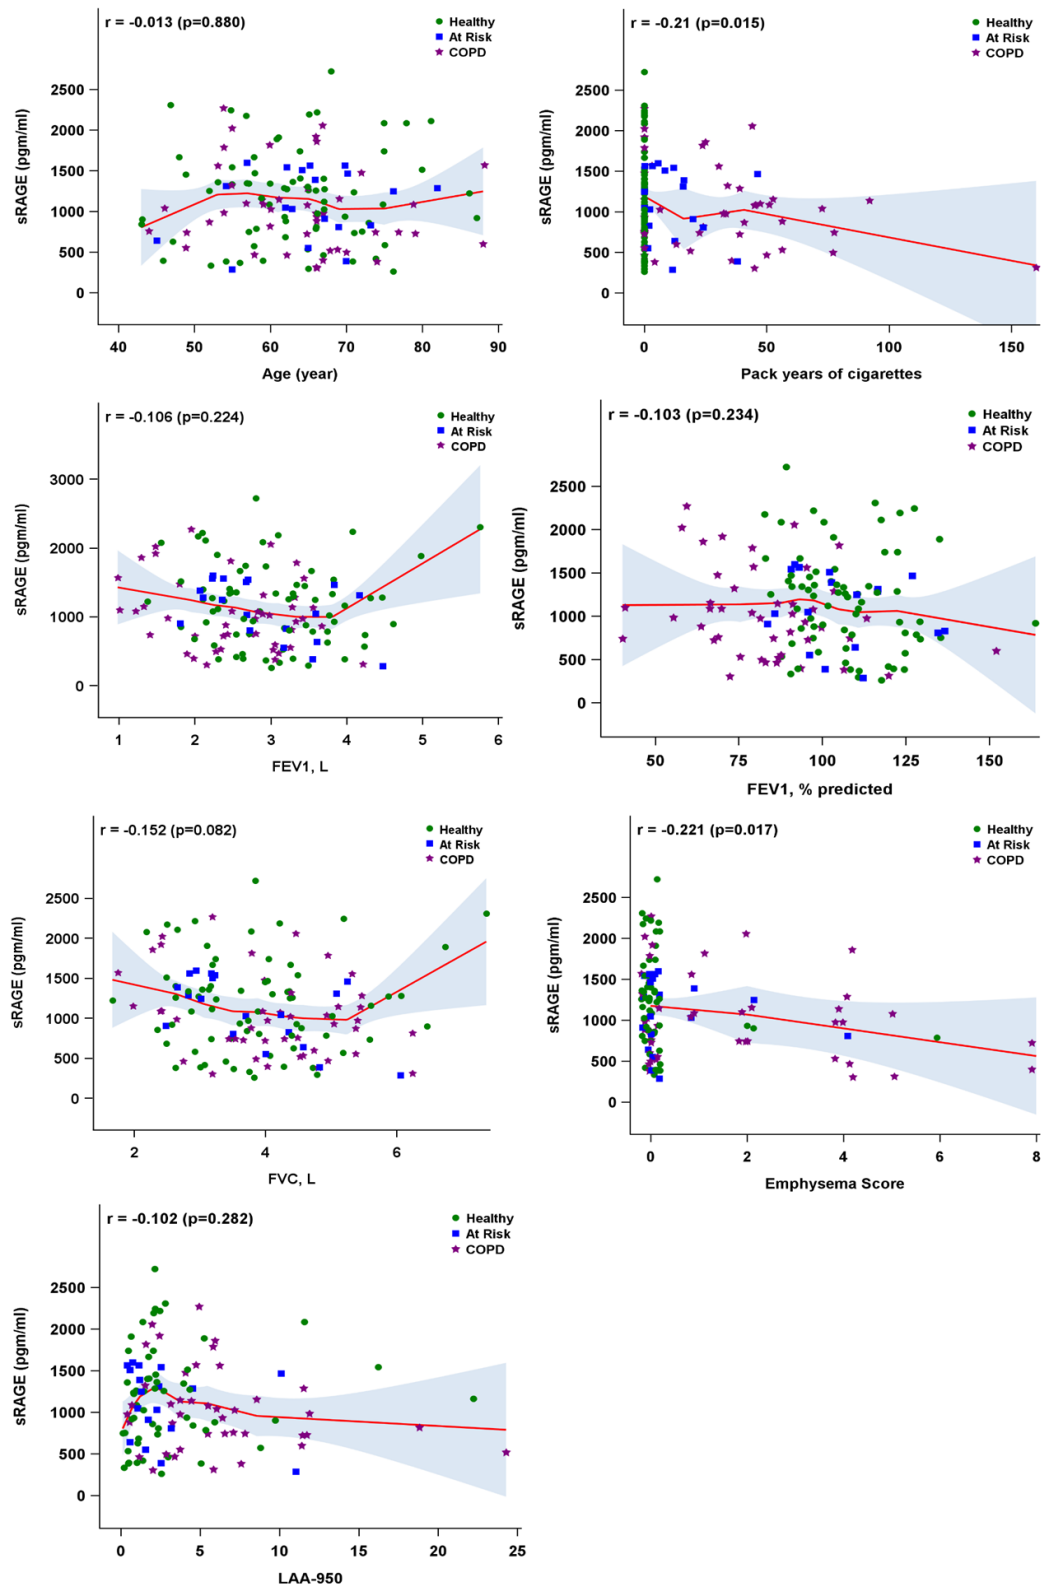 r = -0.013 (p=0.880)
Healthy
At Risk
COPD
sRAGE (pgm/ml)
2500
2000
1500
1000
500
0
40 50 60 70 80 90
Age (year)
r = -0.21 (p=0.015)
Healthy
At Risk
COPD
sRAGE (pgm/ml)
2500
2000
1500
1000
500
0
0 50 100 150
Pack years of cigarettes
r = -0.106 (p=0.224)
Healthy
At Risk
COPD
sRAGE (pgm/ml)
3000
2000
1000
0
1 2 3 4 5 6
FEV1, L
r = -0.103 (p=0.234)
Healthy
At Risk
COPD
sRAGE (pgm/ml)
2500
2000
1500
1000
500
0
50 75 100 125 150
FEV1, % predicted
r = -0.152 (p=0.082)
Healthy
At Risk
COPD
sRAGE (pgm/ml)
2500
2000
1500
1000
500
0
2 4 6
FVC, L
r = -0.221 (p=0.017)
Healthy
At Risk
COPD
sRAGE (pgm/ml)
2500
2000
1500
1000
500
0
0 2 4 6 8
Emphysema Score
r = -0.102 (p=0.282)
Healthy
At Risk
COPD
sRAGE (pgm/ml)
2500
2000
1500
1000
500
0
0 5 10 15 20 25
LAA-950